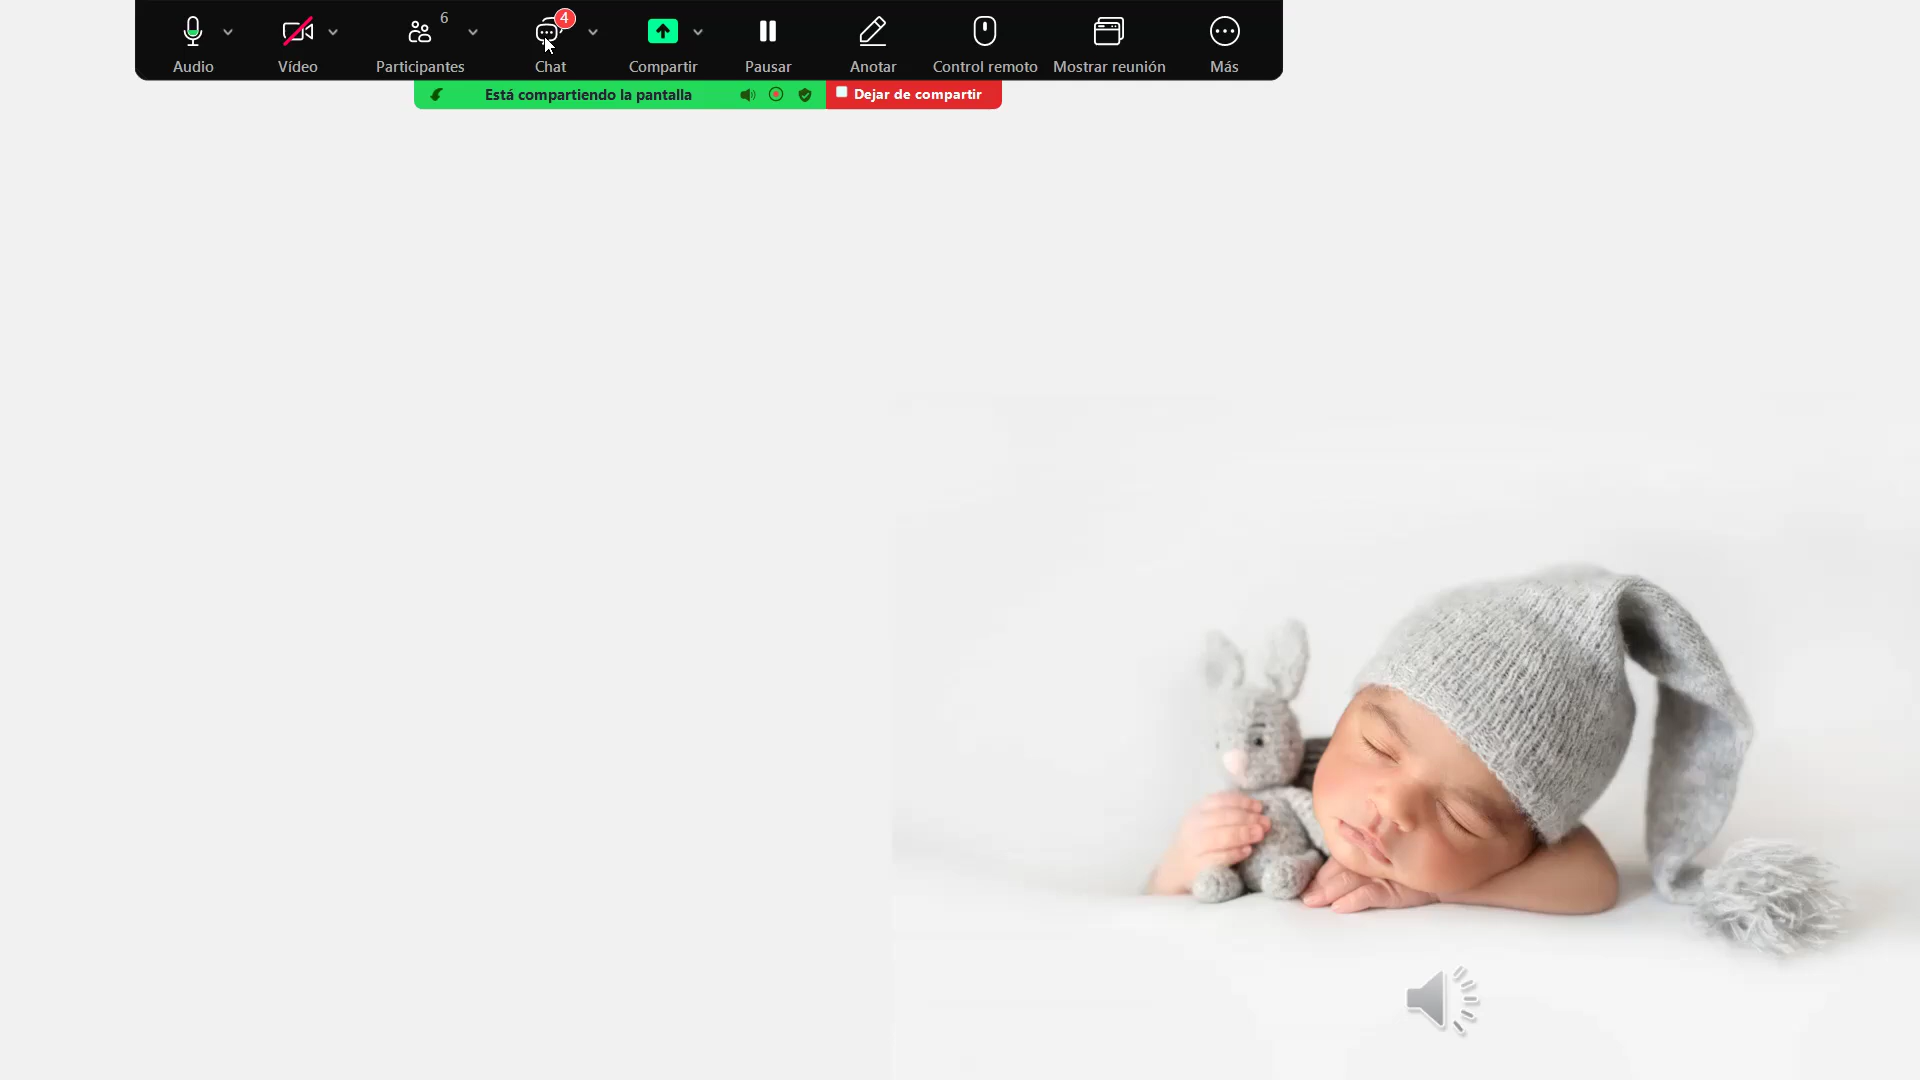 6
4
Audio
Vídeo
Participantes
Chat
Compartir
Pausar
Anotar
Control remoto
Mostrar reunión
Más
Está compartiendo la pantalla
Dejar de compartir